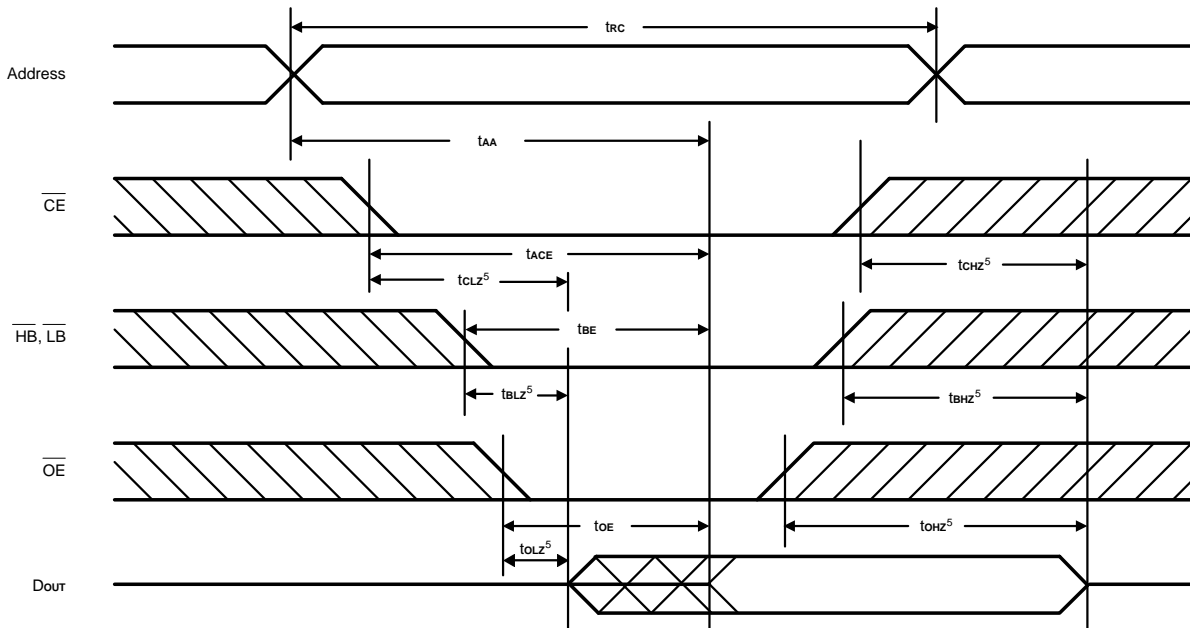 tRC
Address
tAA
CE
tACE
tCLZ5
tCHZ5
HB, LB
tBE
tBLZ5
tBHZ5
OE
tOE
tOHZ5
tOLZ5
DOUT